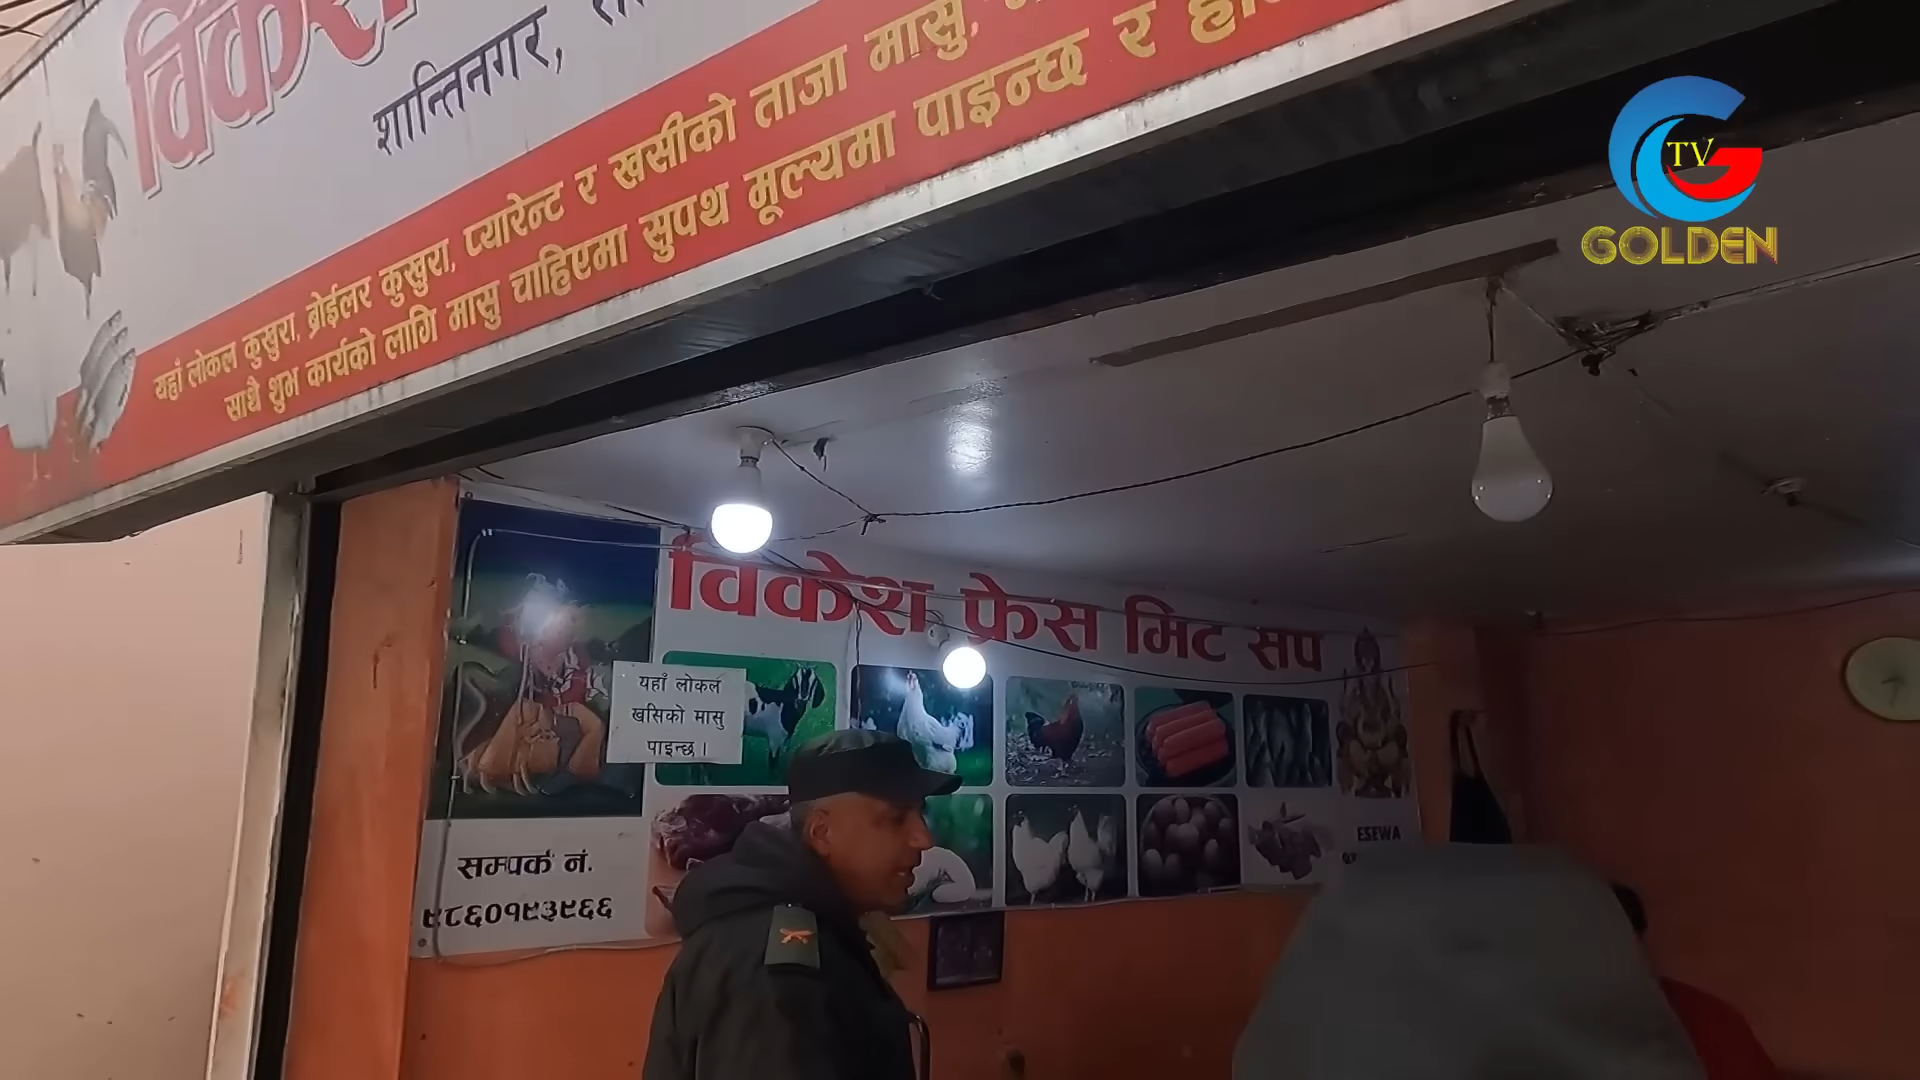 शान्तिनगर,
यहाँ लोकल कुखुरा, ब्रोईलर कुखुरा, प्यारेन्ट र खसीको ताजा मासु,
साथै शुभ कार्यको लागि मासु चाहिएमा सुपथ मूल्यमा पाइन्छ र
TV
GOLDEN
विकेश फ्रेस मिट सप
यहाँ लोकल
खसिको मासु
पाइन्छ ।
सम्पर्क नं.
९८६०१९३९६६
ESEWA